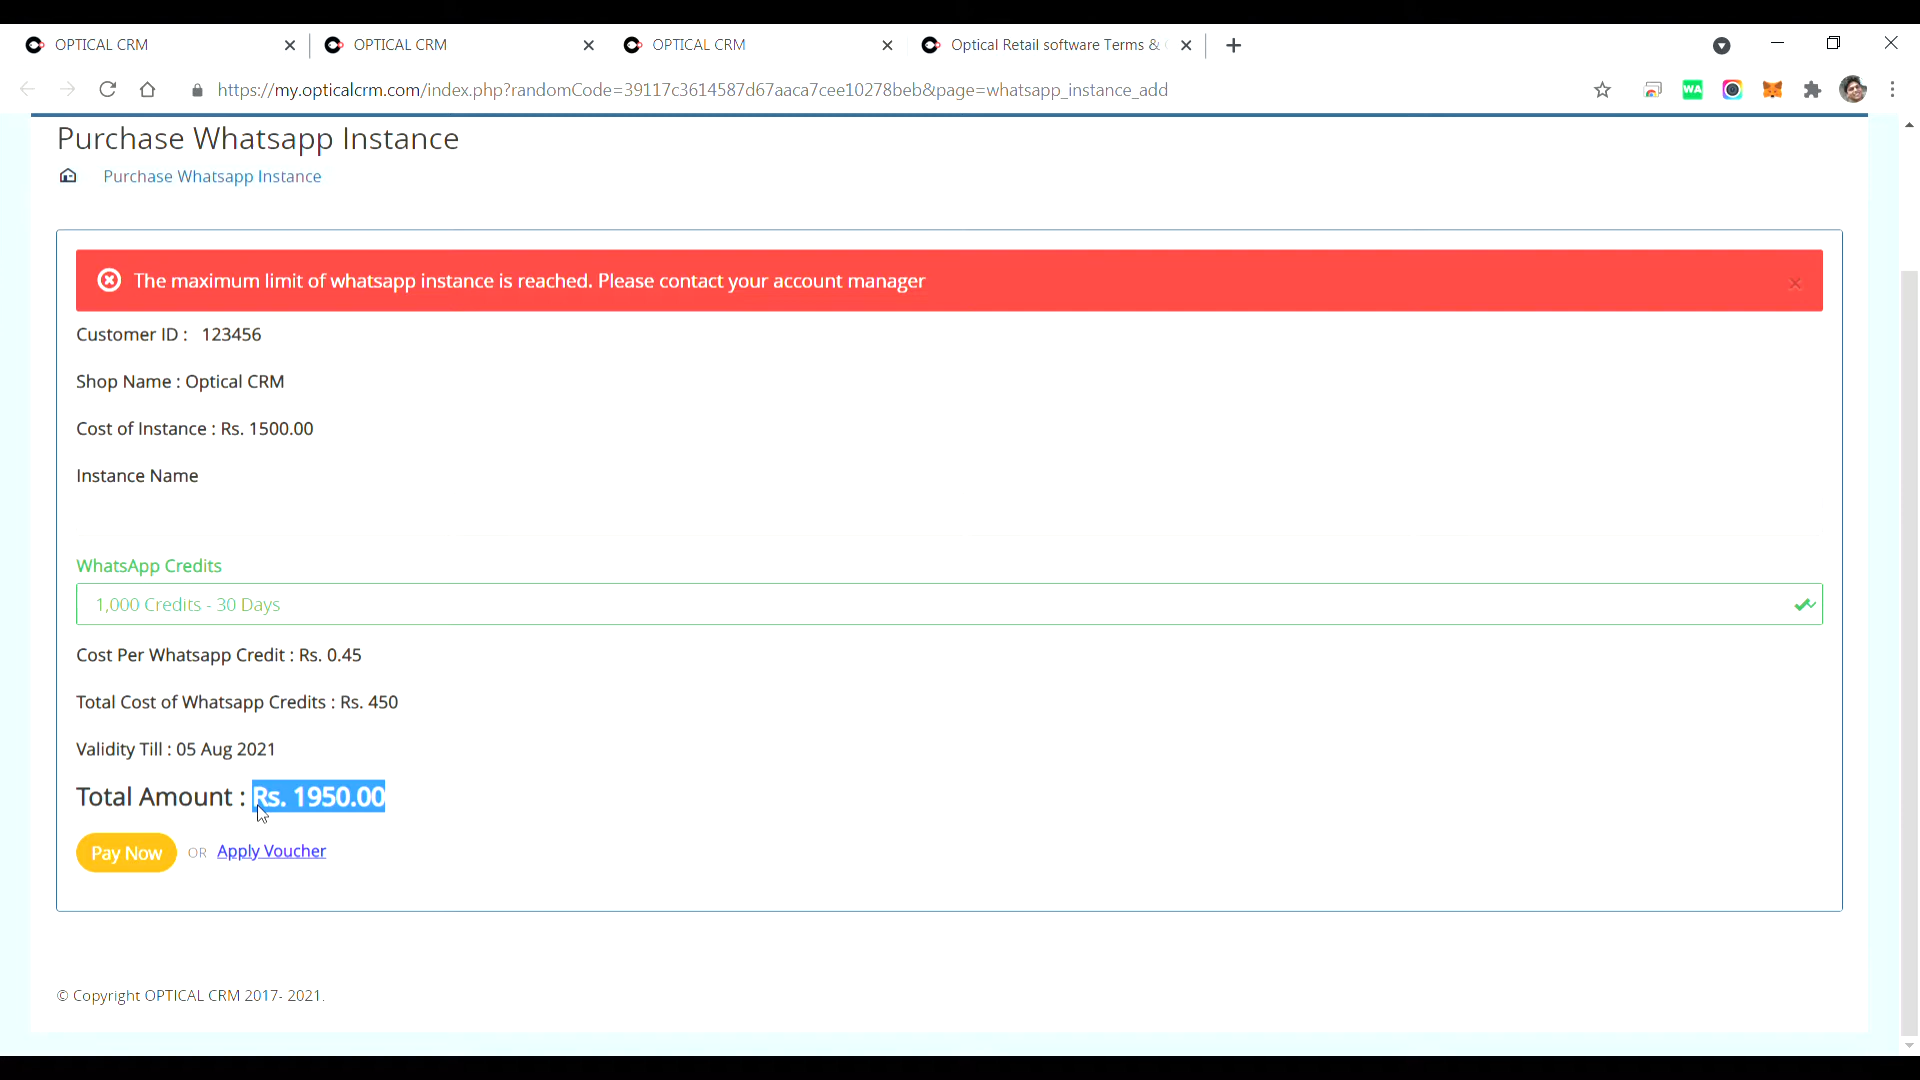 OPTICAL CRM
OPTICAL CRM
OPTICAL CRM
Optical Retail software Terms &
https://my.opticalcrm.com/index.php?randomCode=39117c3614587d67aaca7cee10278beb&page=whatsapp_instance_add
WA
Purchase Whatsapp Instance
Purchase Whatsapp Instance
The maximum limit of whatsapp instance is reached. Please contact your account manager
Customer ID : 123456
Shop Name : Optical CRM
Cost of Instance : Rs. 1500.00
Instance Name
WhatsApp Credits
1,000 Credits - 30 Days
Cost Per Whatsapp Credit : Rs. 0.45
Total Cost of Whatsapp Credits : Rs. 450
Validity Till : 05 Aug 2021
Total Amount : Rs. 1950.00
Pay Now OR Apply Voucher
© Copyright OPTICAL CRM 2017- 2021.